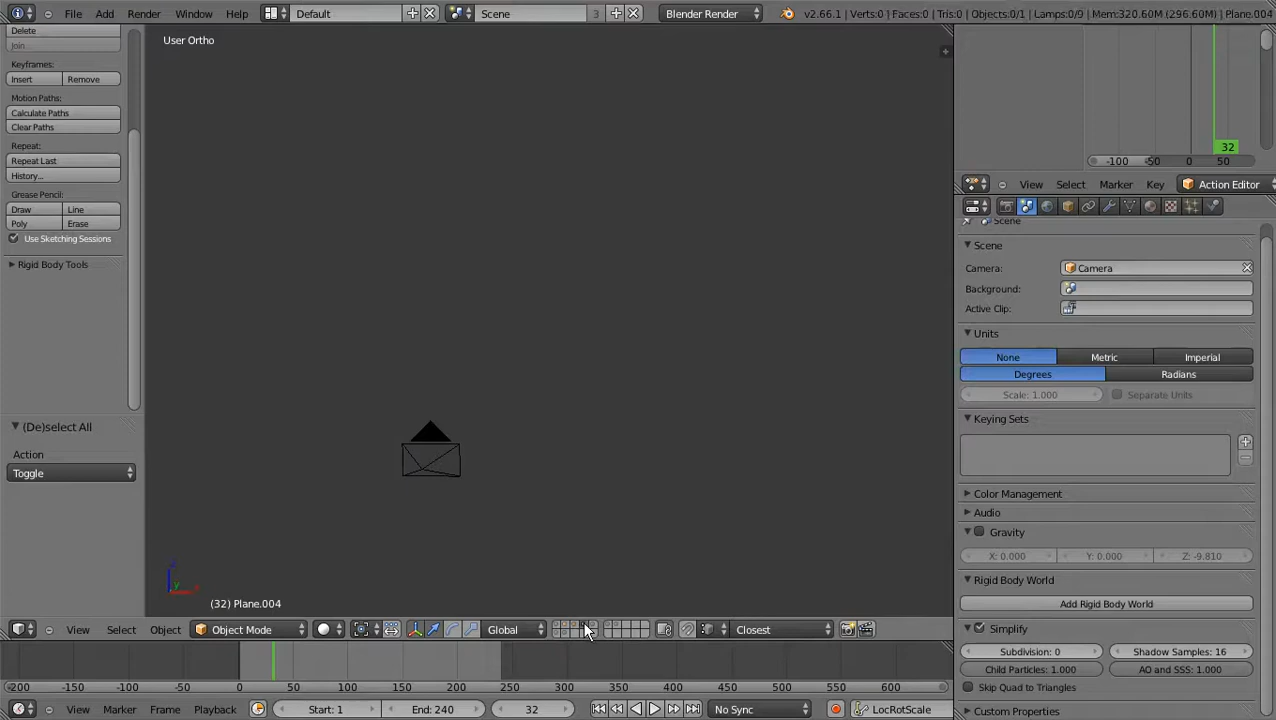 File Add Render Window Help Default Scene 3 Blender Render v2.66.1 | Verts:0 | Faces:0 | Tris:0 | Objects:0/1 | Lamps:0/9 | Mem:320.60M (296.60M) | Plane.004
Delete
Join...
Keyframes:
Insert Remove
Motion Paths:
Calculate Paths
Clear Paths
Repeat:
Repeat Last
History...
Grease Pencil:
Draw Line
Poly Erase
Use Sketching Sessions
Rigid Body Tools
(De)select All
Action
Toggle
User Ortho
(32) Plane.004
View Select Object Object Mode Global Closest
-200 -150 -100 -50 0 50 100 150 200 250 300 350 400 450 500 550 600 650
View Marker Frame Playback Start: 1 End: 240 32 No Sync LocRotScale
32
-100 -50 0 50
View Select Marker Key Action Editor
Scene
Scene
Camera: Camera
Background:
Active Clip:
Units
None Metric Imperial
Degrees Radians
Scale: 1.000 Separate Units
Keying Sets
Color Management
Audio
Gravity
X: 0.000 Y: 0.000 Z: -9.810
Rigid Body World
Add Rigid Body World
Simplify
Subdivision: 0 Shadow Samples: 16
Child Particles: 1.000 AO and SSS: 1.000
Skip Quad to Triangles
Custom Properties